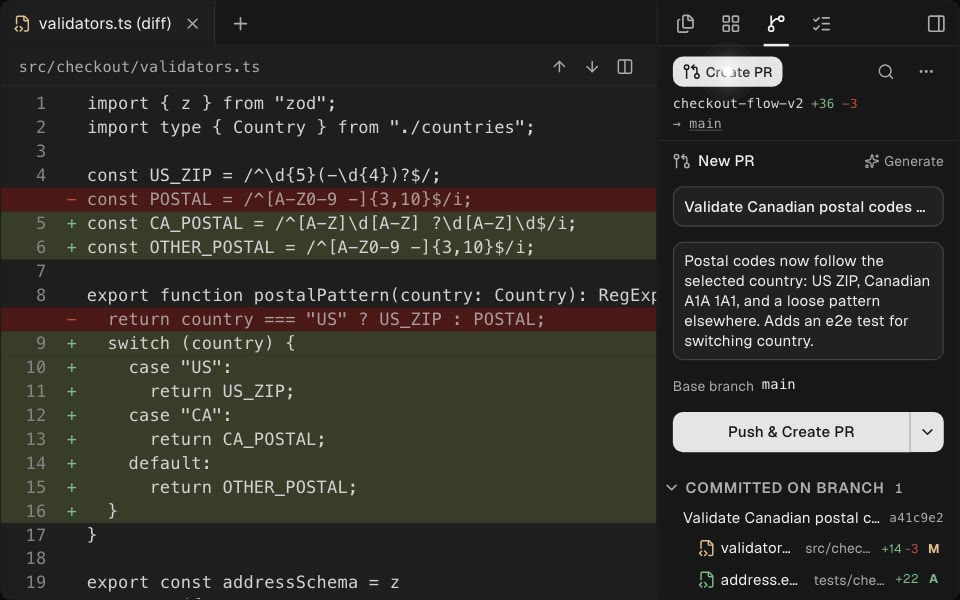 validators.ts (diff)
src/checkout/validators.ts
1 import { z } from "zod";
2 import type { Country } from "./countries";
3
4 const US_ZIP = /^\d{5}(-\d{4})?$/;
- const POSTAL = /^[A-Z0-9 -]{3,10}$/i;
5 + const CA_POSTAL = /^[A-Z]\d[A-Z] ?\d[A-Z]\d$/i;
6 + const OTHER_POSTAL = /^[A-Z0-9 -]{3,10}$/i;
7
8 export function postalPattern(country: Country): RegExp
- return country === "US" ? US_ZIP : POSTAL;
9 + switch (country) {
10 + case "US":
11 + return US_ZIP;
12 + case "CA":
13 + return CA_POSTAL;
14 + default:
15 + return OTHER_POSTAL;
16 + }
17 }
18
19 export const addressSchema = z
Create PR
checkout-flow-v2 +36 -3
→ main
New PR Generate
Validate Canadian postal codes ...
Postal codes now follow the
selected country: US ZIP, Canadian
A1A 1A1, and a loose pattern
elsewhere. Adds an e2e test for
switching country.
Base branch main
Push & Create PR
COMMITTED ON BRANCH 1
Validate Canadian postal c... a41c9e2
validator... src/chec... +14 -3 M
address.e... tests/che... +22 A